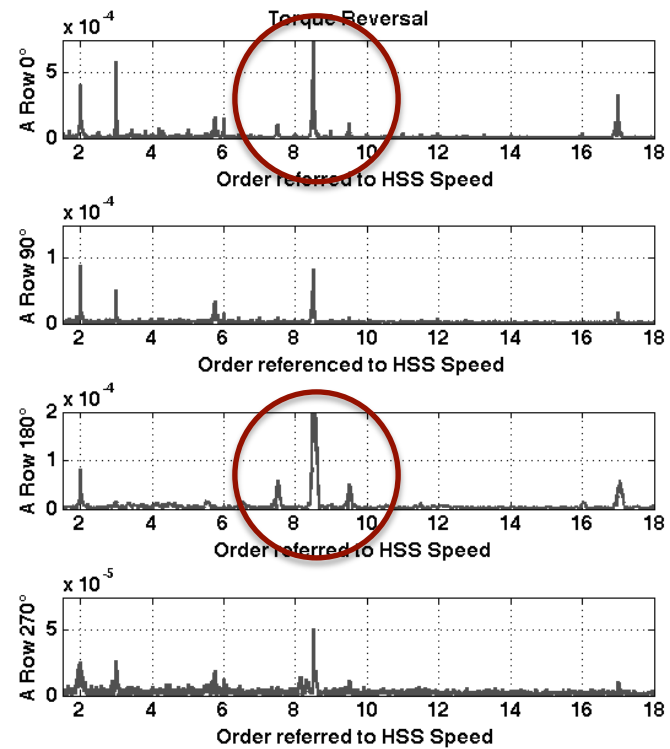 x 10⁻⁴
Torque Reversal
A Row 0°
5
0
2 4 6 8 10 12 14 16 18
Order referred to HSS Speed
x 10⁻⁴
A Row 90°
1
0
2 4 6 8 10 12 14 16 18
Order referenced to HSS Speed
x 10⁻⁴
A Row 180°
2
1
0
2 4 6 8 10 12 14 16 18
Order referred to HSS Speed
x 10⁻⁵
A Row 270°
5
0
2 4 6 8 10 12 14 16 18
Order referred to HSS Speed